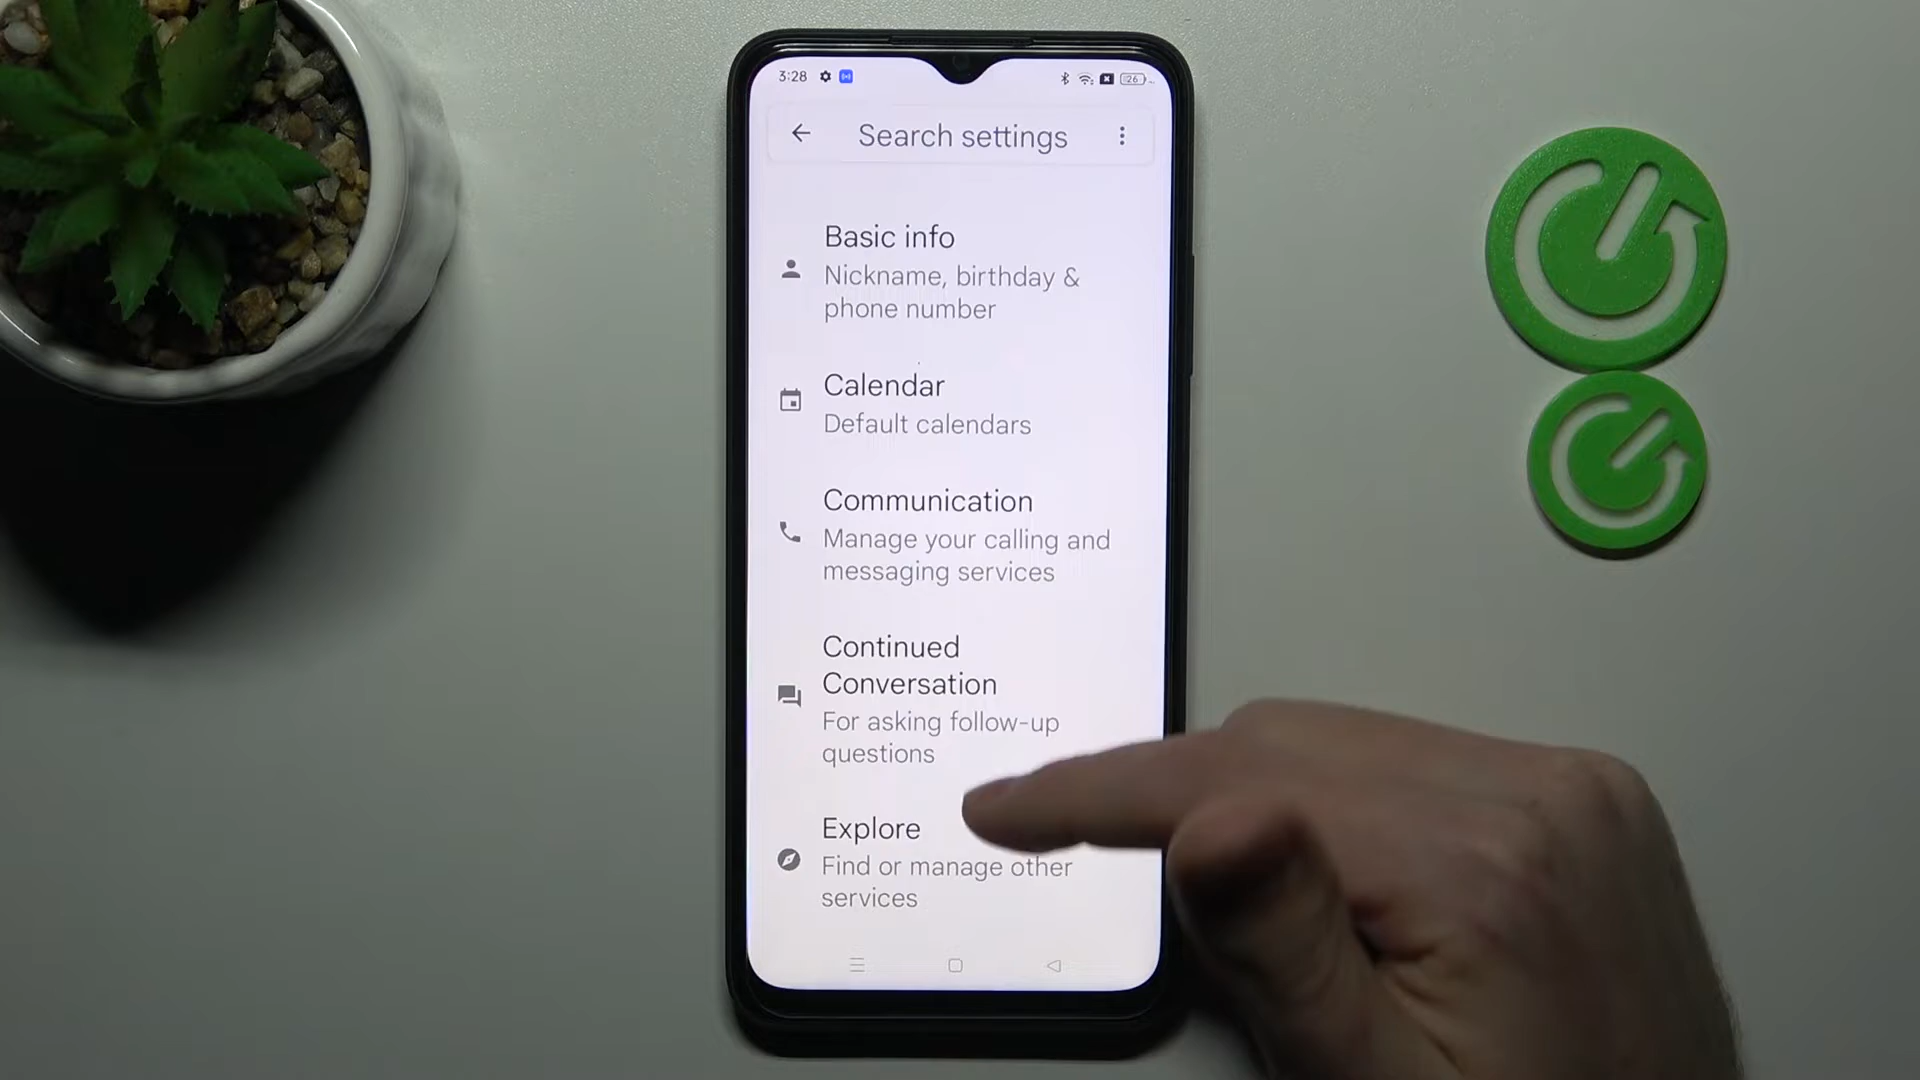 3:28
26
Search settings
Basic info
Nickname, birthday &
phone number
Calendar
Default calendars
Communication
Manage your calling and
messaging services
Continued
Conversation
For asking follow-up
questions
Explore
Find or manage other
services